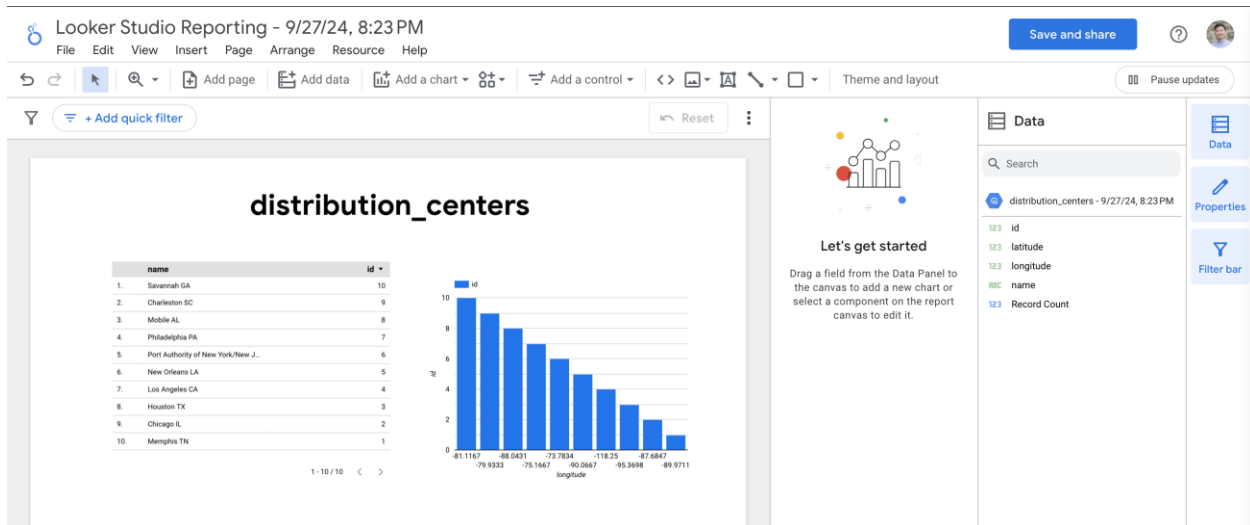 Looker Studio Reporting - 9/27/24, 8:23 PM
File Edit View Insert Page Arrange Resource Help
Save and share
Add page Add data Add a chart Add a control Theme and layout Pause updates
+ Add quick filter
Reset
distribution_centers
name id
1. Savannah GA 10
2. Charleston SC 9
3. Mobile AL 8
4. Philadelphia PA 7
5. Port Authority of New York/New J... 6
6. New Orleans LA 5
7. Los Angeles CA 4
8. Houston TX 3
9. Chicago IL 2
10. Memphis TN 1
1 - 10 / 10
id
10
8
6
4
2
0
id
-81.1167 -88.0431 -73.7834 -118.25 -87.6847
-79.9333 -75.1667 -90.0667 -95.3698 -89.9711
longitude
Let's get started
Drag a field from the Data Panel to
the canvas to add a new chart or
select a component on the report
canvas to edit it.
Data
Search
distribution_centers - 9/27/24, 8:23 PM
123 id
123 latitude
123 longitude
ABC name
123 Record Count
Data
Properties
Filter bar